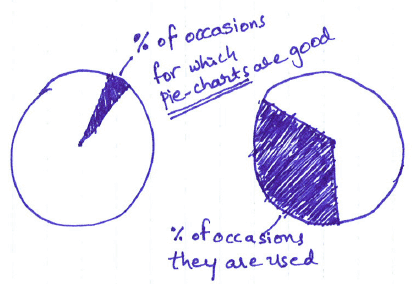 % of occasions
for which
pie-charts are good
% of occasions
they are used